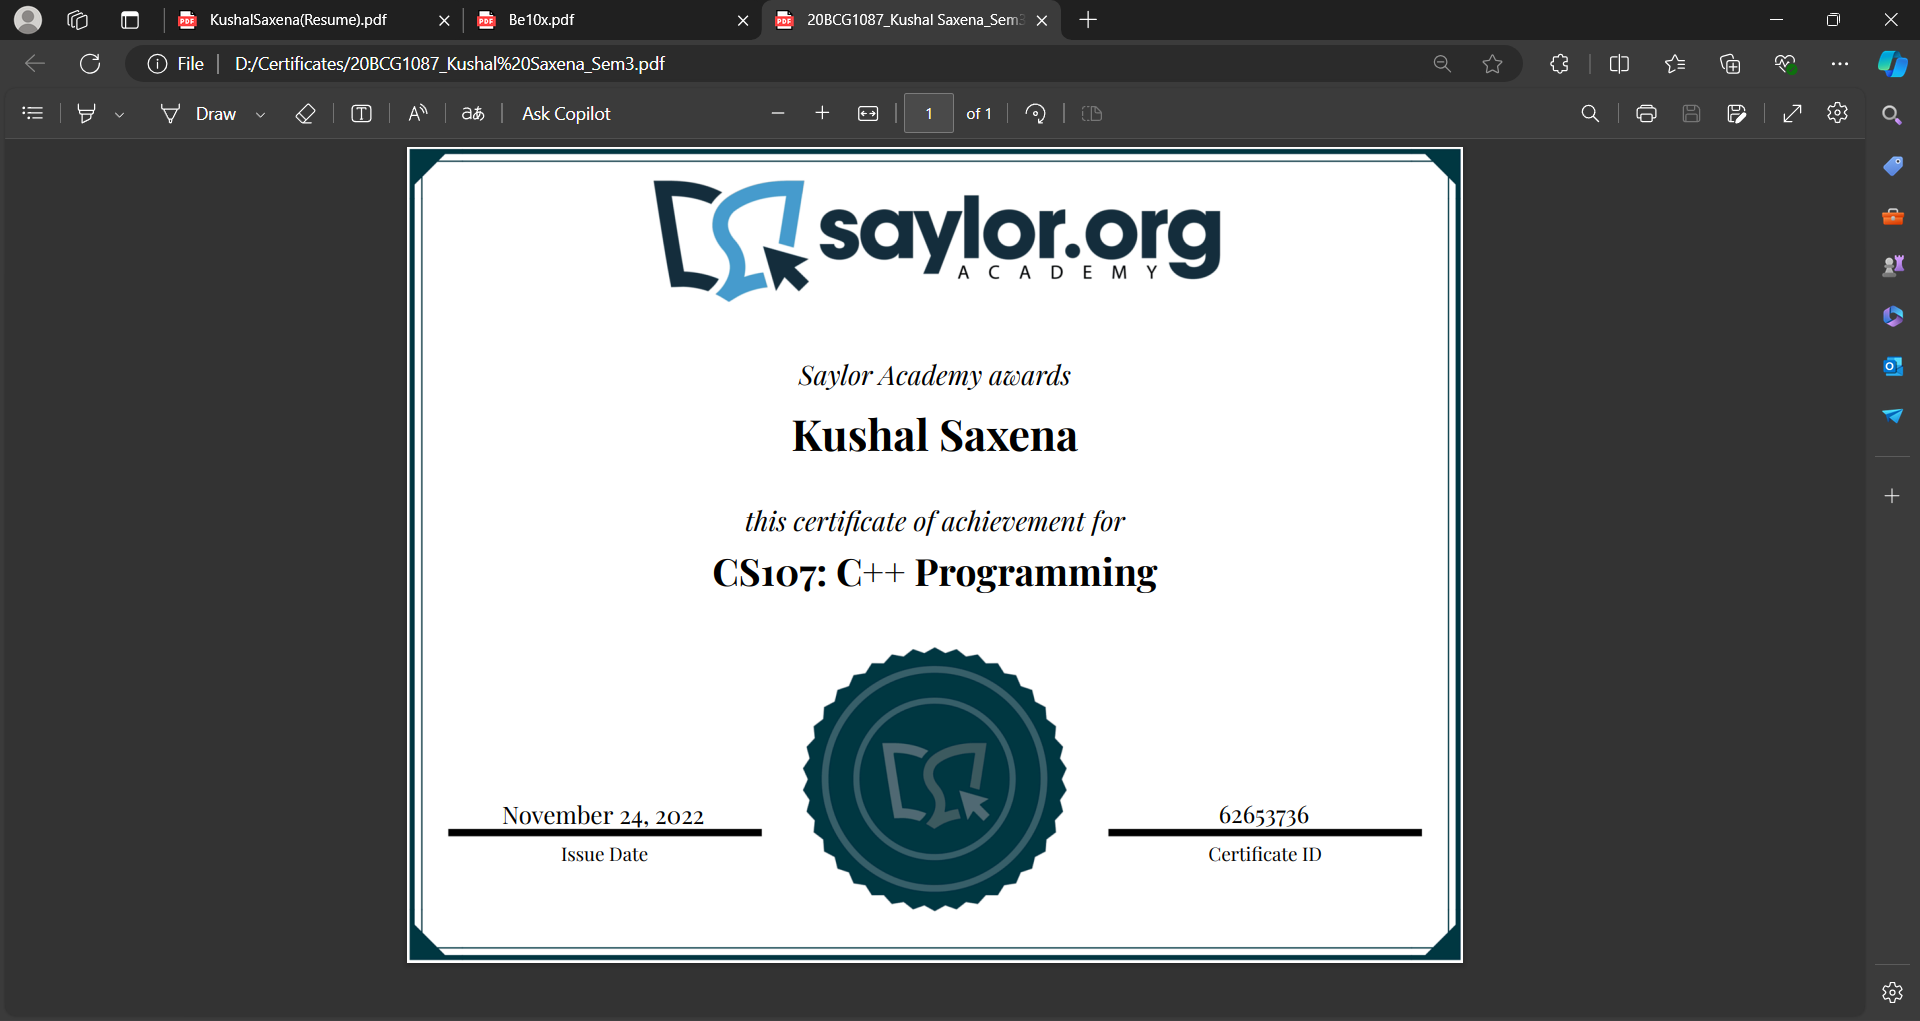 KushalSaxena(Resume).pdf
Be10x.pdf
20BCG1087_Kushal Saxena_Sem3
File
D:/Certificates/20BCG1087_Kushal%20Saxena_Sem3.pdf
Draw
Ask Copilot
1
of 1
saylor.org
ACADEMY
Saylor Academy awards
Kushal Saxena
this certificate of achievement for
CS107: C++ Programming
November 24, 2022
Issue Date
62653736
Certificate ID